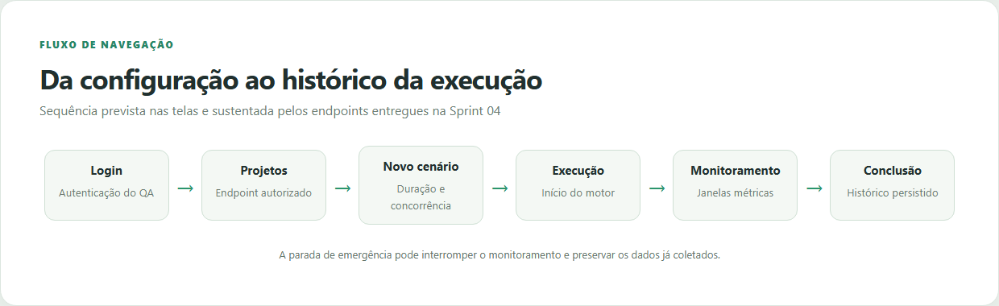 FLUXO DE NAVEGAÇÃO
Da configuração ao histórico da execução
Sequência prevista nas telas e sustentada pelos endpoints entregues na Sprint 04
Login
Autenticação do QA
→
Projetos
Endpoint autorizado
→
Novo cenário
Duração e
concorrência
→
Execução
Início do motor
→
Monitoramento
Janelas métricas
→
Conclusão
Histórico persistido
A parada de emergência pode interromper o monitoramento e preservar os dados já coletados.